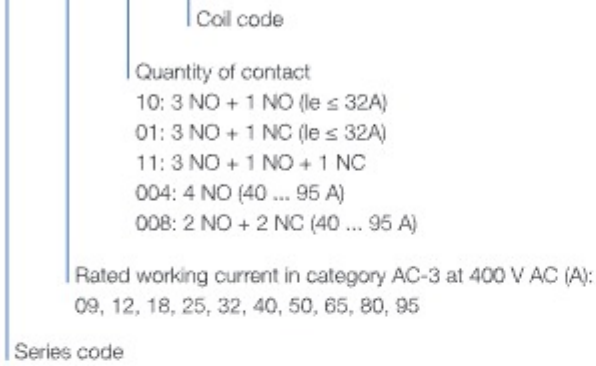 Coil code
Quantity of contact
10: 3 NO + 1 NO (Ie ≤ 32A)
01: 3 NO + 1 NC (Ie ≤ 32A)
11: 3 NO + 1 NO + 1 NC
004: 4 NO (40 ... 95 A)
008: 2 NO + 2 NC (40 ... 95 A)
Rated working current in category AC-3 at 400 V AC (A):
09, 12, 18, 25, 32, 40, 50, 65, 80, 95
Series code